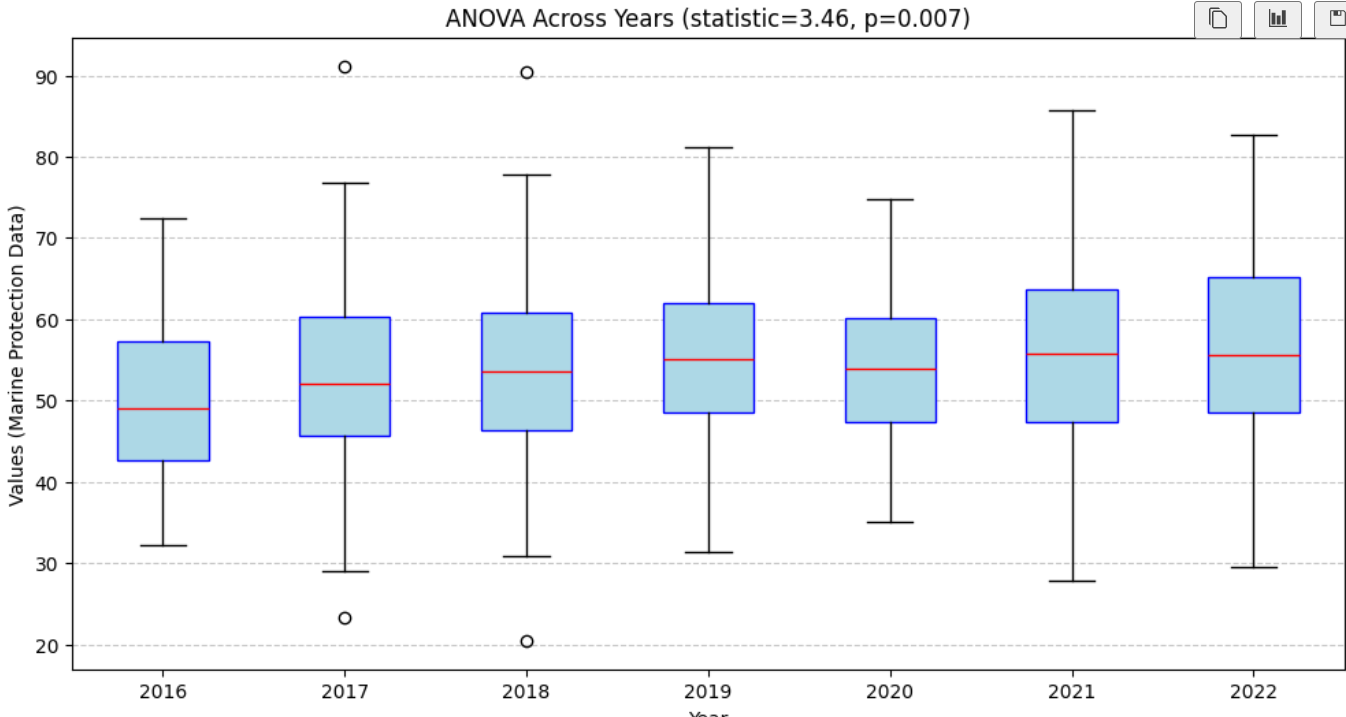 ANOVA Across Years (statistic=3.46, p=0.007)
90
80
70
60
50
40
30
20
Values (Marine Protection Data)
2016 2017 2018 2019 2020 2021 2022
Year